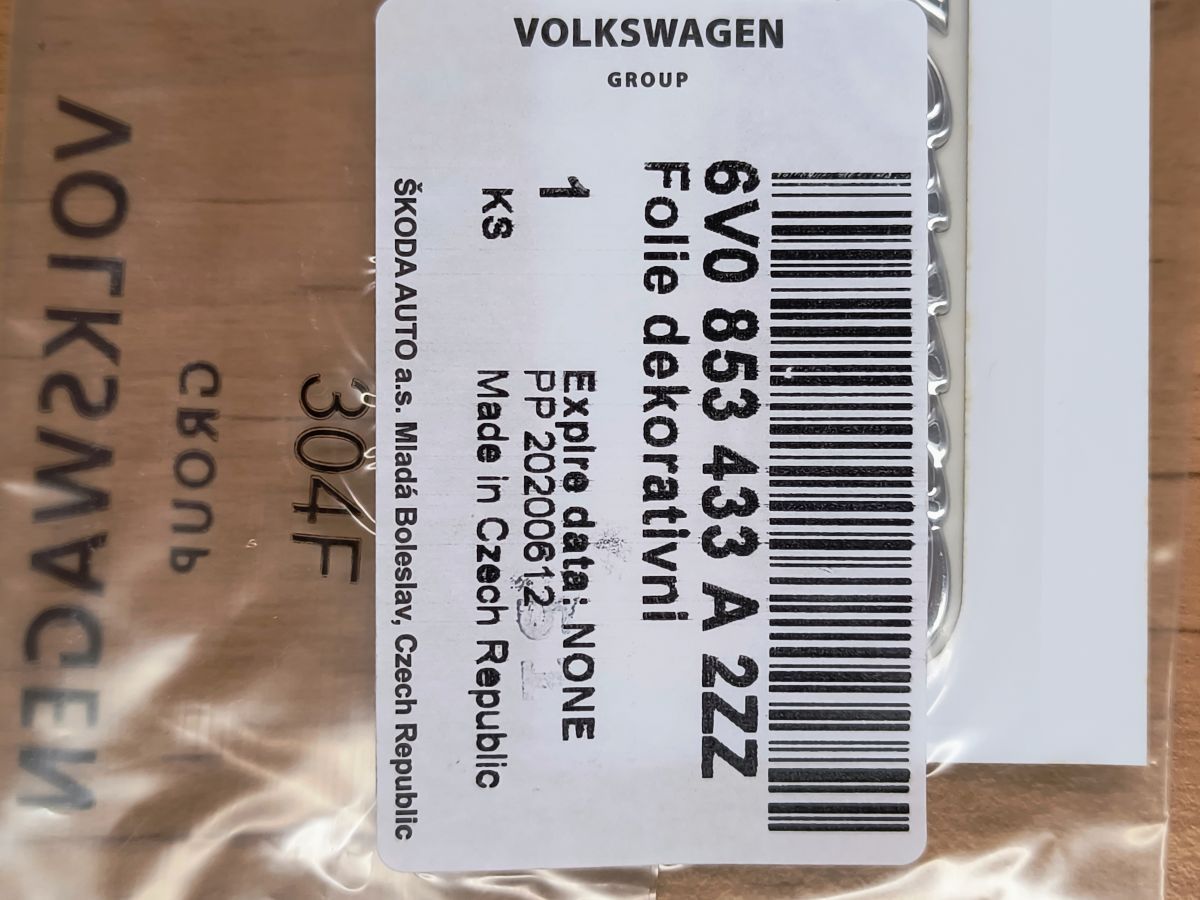 VOLKSWAGEN
GROUP
6V0 853 433 A 2ZZ
Folie dekorativni
1
KS
Expire data: NONE
PP 20200612
Made in Czech Republic
ŠKODA AUTO a.s. Mladá Boleslav, Czech Republic
304F
GROUP
VOLKSWAGEN